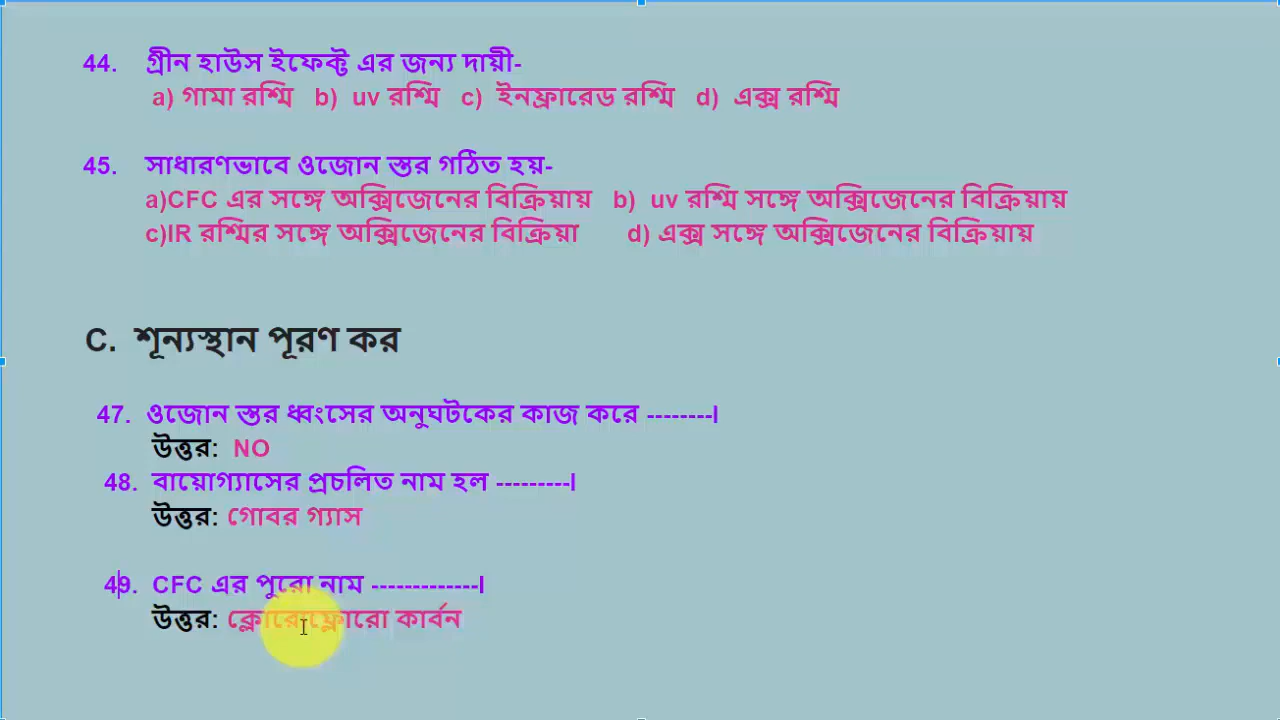 44. গ্রীন হাউস ইফেক্ট এর জন্য দায়ী-
a) গামা রশ্মি b) uv রশ্মি c) ইনফ্রারেড রশ্মি d) এক্স রশ্মি
45. সাধারণভাবে ওজোন স্তর গঠিত হয়-
a)CFC এর সঙ্গে অক্সিজেনের বিক্রিয়ায় b) uv রশ্মি সঙ্গে অক্সিজেনের বিক্রিয়ায়
c)IR রশ্মির সঙ্গে অক্সিজেনের বিক্রিয়া d) এক্স সঙ্গে অক্সিজেনের বিক্রিয়ায়
C. শূন্যস্থান পূরণ কর
47. ওজোন স্তর ধ্বংসের অনুঘটকের কাজ করে --------।
উত্তর: NO
48. বায়োগ্যাসের প্রচলিত নাম হল ---------।
উত্তর: গোবর গ্যাস
49. CFC এর পুরো নাম -------------।
উত্তর: ক্লোরোফ্লোরো কার্বন